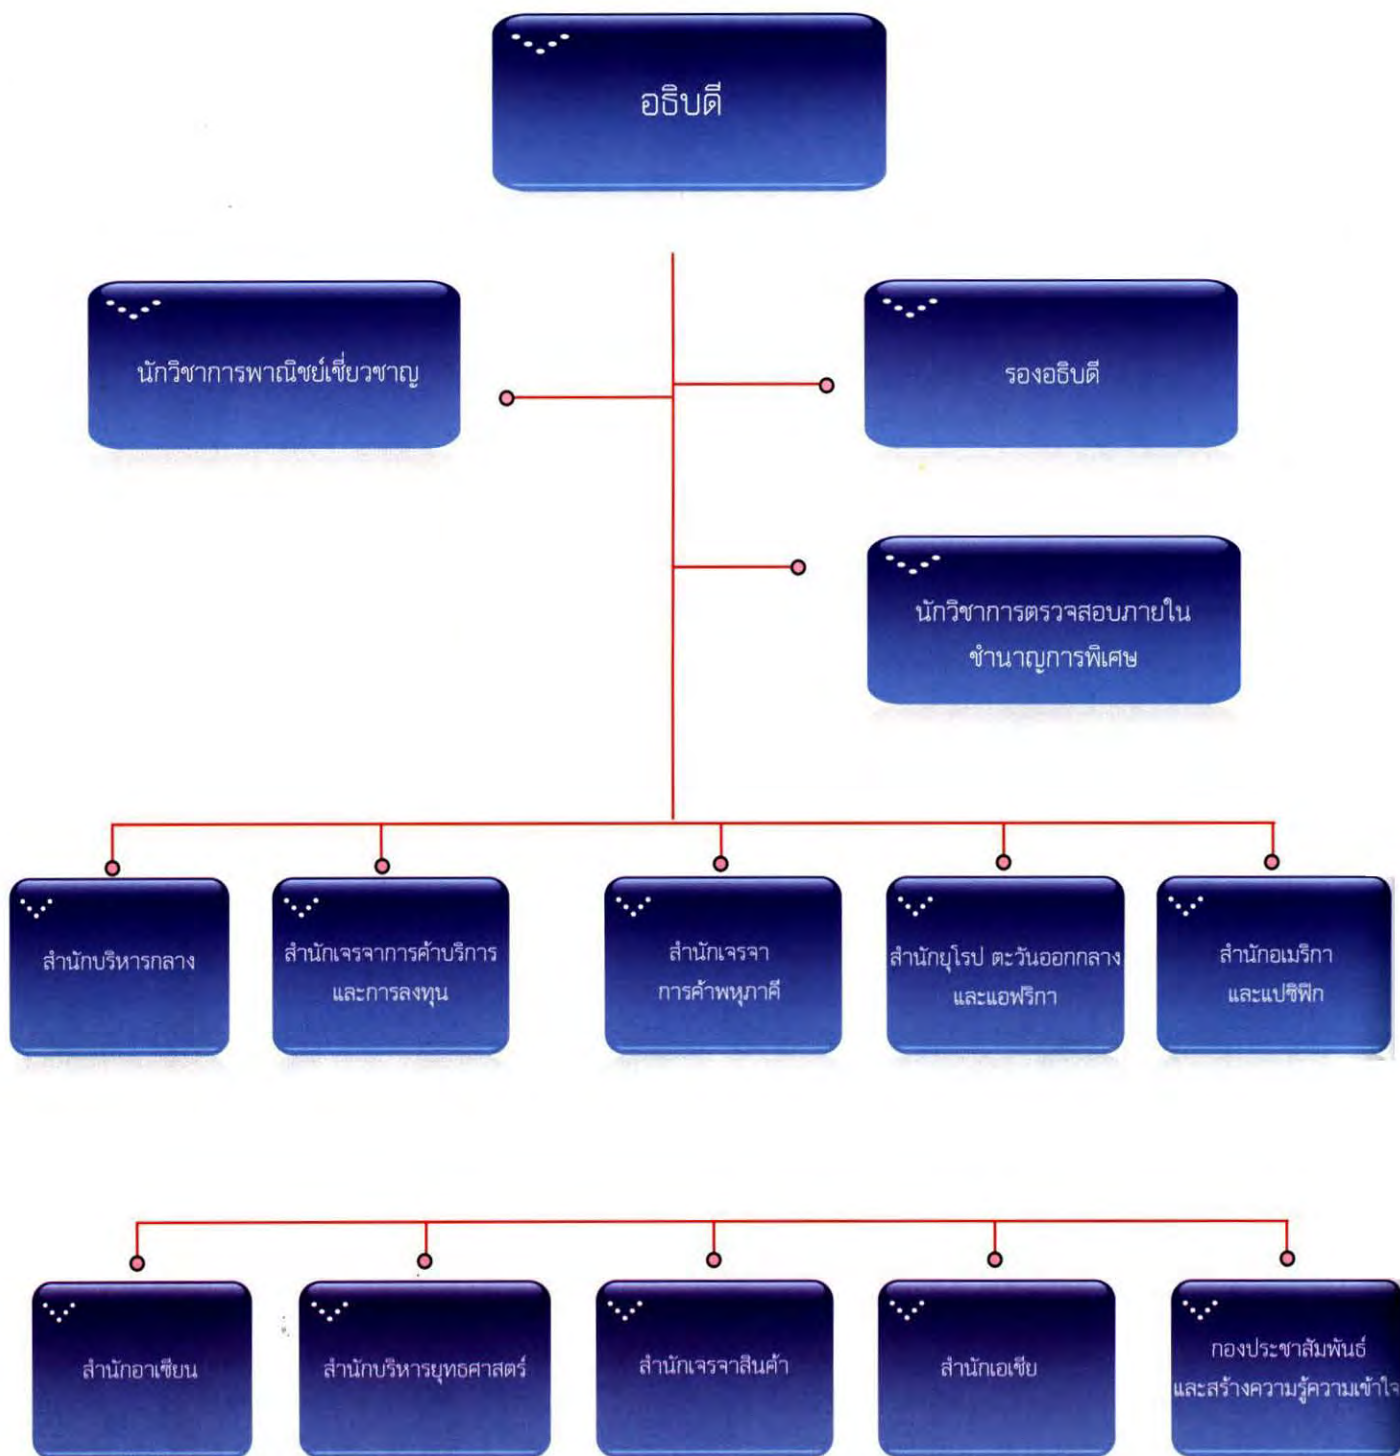 อธิบดี
นักวิชาการพาณิชย์เชี่ยวชาญ
รองอธิบดี
นักวิชาการตรวจสอบภายใน
ชำนาญการพิเศษ
สำนักบริหารกลาง
สำนักเจรจาการค้าบริการ
และการลงทุน
สำนักเจรจา
การค้าพหุภาคี
สำนักยุโรป ตะวันออกกลาง
และแอฟริกา
สำนักอเมริกา
และแปซิฟิก
สำนักอาเซียน
สำนักบริหารยุทธศาสตร์
สำนักเจรจาสินค้า
สำนักเอเชีย
กองประชาสัมพันธ์
และสร้างความรู้ความเข้าใจ